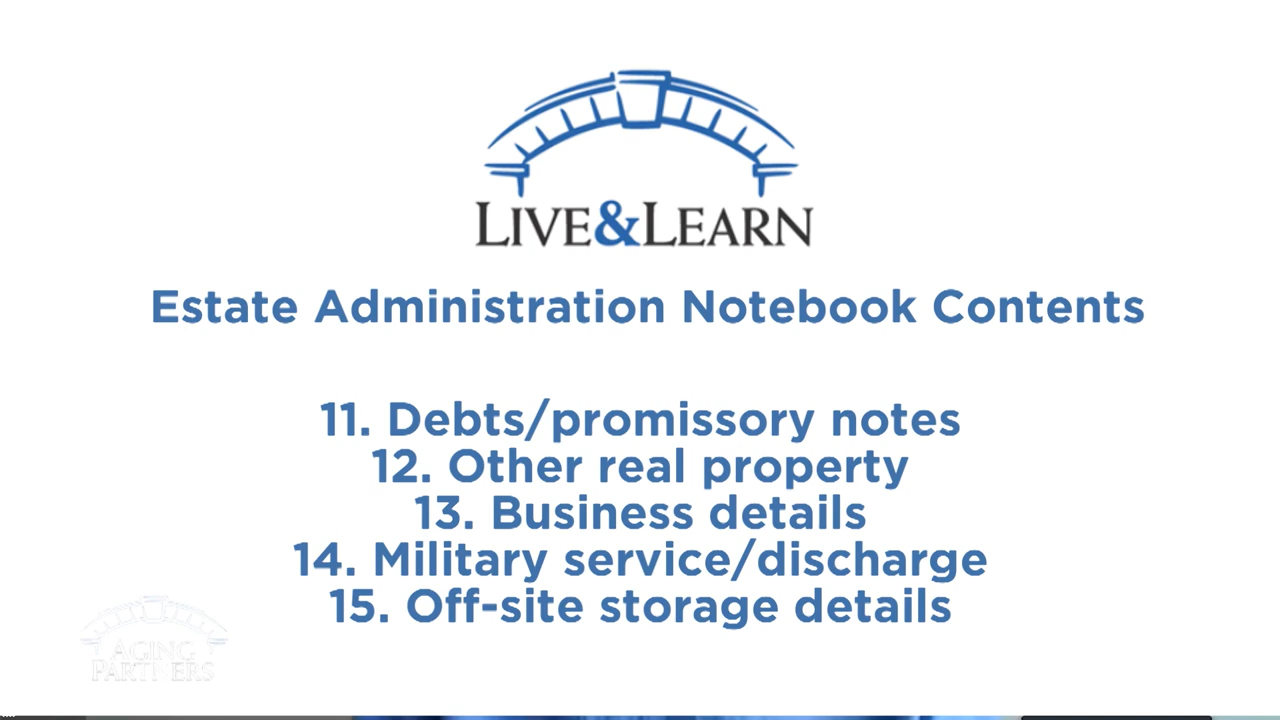 LIVE&LEARN
Estate Administration Notebook Contents
11. Debts/promissory notes
12. Other real property
13. Business details
14. Military service/discharge
15. Off-site storage details
AGING
PARTNERS